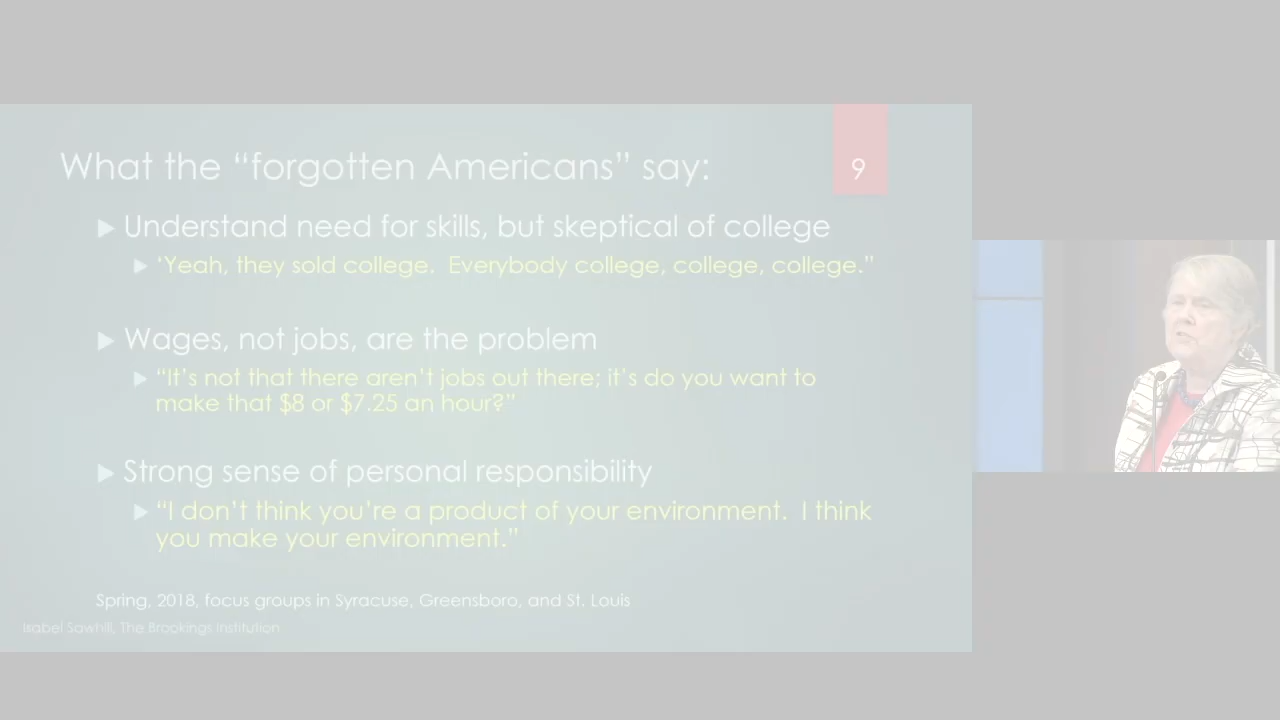 What the “forgotten Americans” say:
9
Understand need for skills, but skeptical of college
‘Yeah, they sold college.  Everybody college, college, college.”
Wages, not jobs, are the problem
“It’s not that there aren’t jobs out there; it’s do you want to
make that $8 or $7.25 an hour?”
Strong sense of personal responsibility
“I don’t think you’re a product of your environment.  I think
you make your environment.”
Spring, 2018, focus groups in Syracuse, Greensboro, and St. Louis
Isabel Sawhill, The Brookings Institution